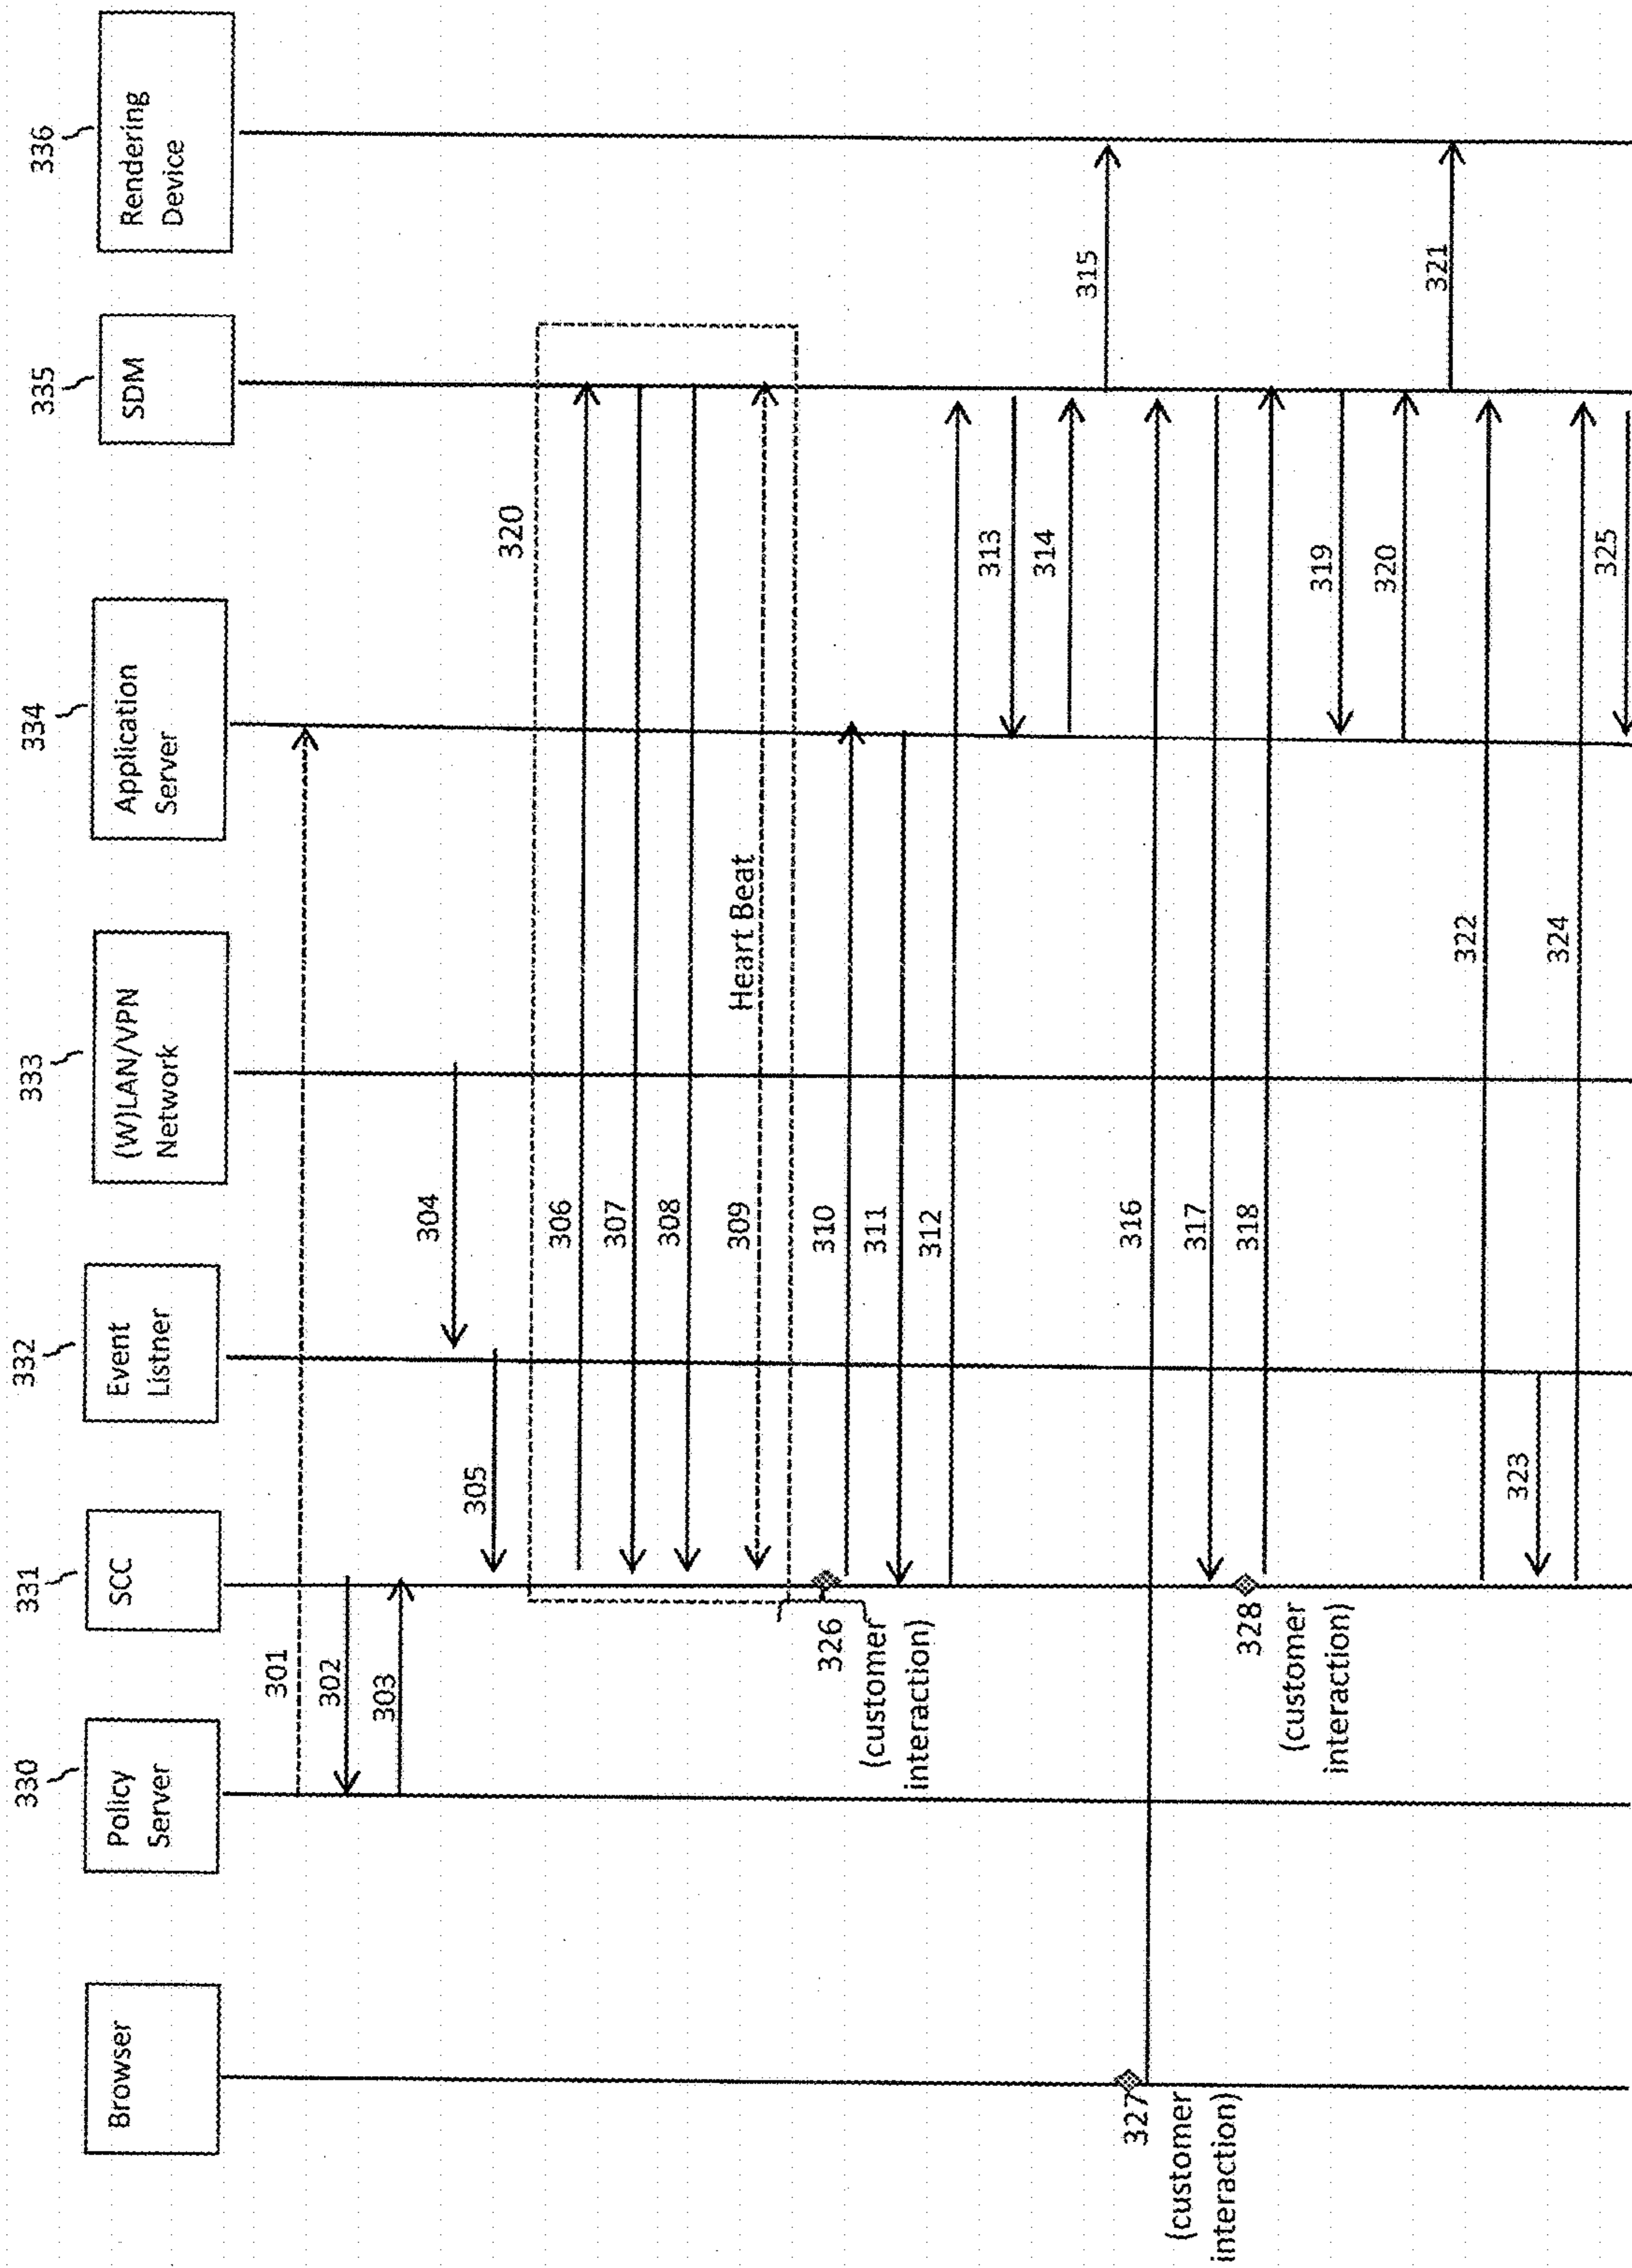 330
331
332
333
334
335
336
Browser
Policy
Server
SCC
Event
Listner
(W)LAN/VPN
Network
Application
Server
SDM
Rendering
Device
301
302
303
304
305
320
306
307
308
Heart Beat
309
326
(customer
interaction)
310
311
312
313
314
315
327
(customer
interaction)
316
317
328
(customer
interaction)
318
319
320
321
322
323
324
325